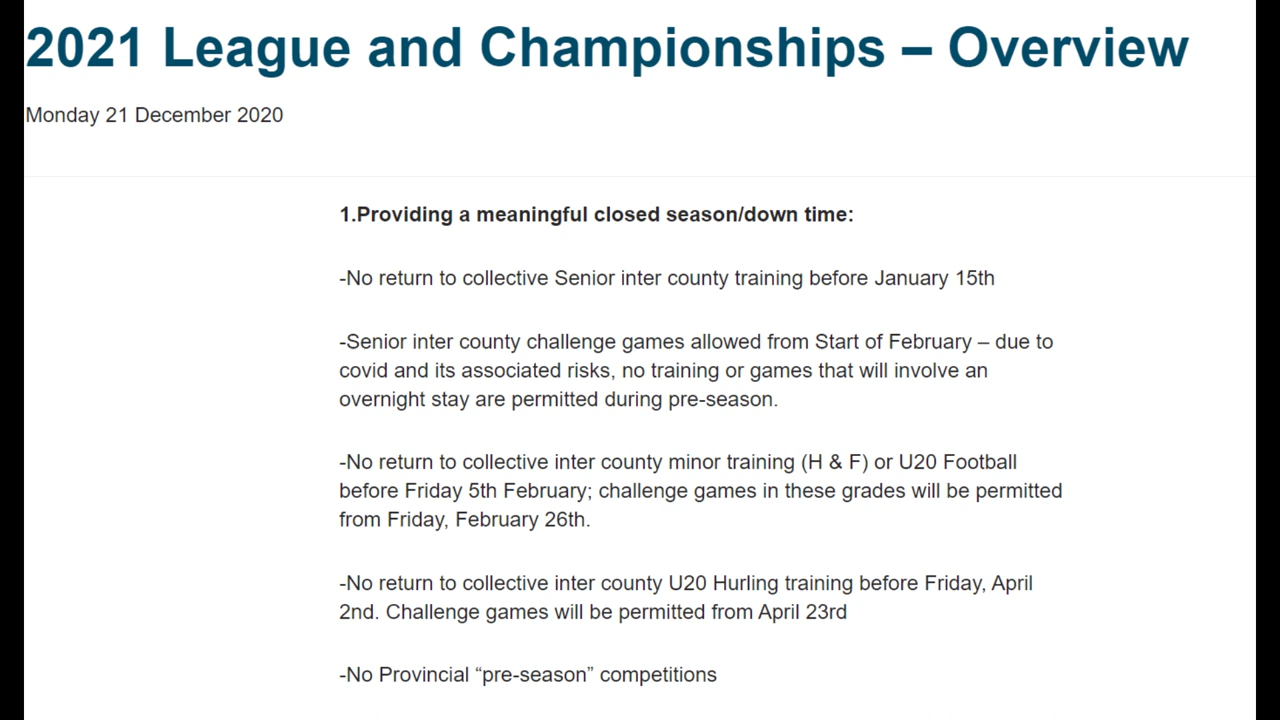 2021 League and Championships – Overview
Monday 21 December 2020
1.Providing a meaningful closed season/down time:
-No return to collective Senior inter county training before January 15th
-Senior inter county challenge games allowed from Start of February – due to
covid and its associated risks, no training or games that will involve an
overnight stay are permitted during pre-season.
-No return to collective inter county minor training (H & F) or U20 Football
before Friday 5th February; challenge games in these grades will be permitted
from Friday, February 26th.
-No return to collective inter county U20 Hurling training before Friday, April
2nd. Challenge games will be permitted from April 23rd
-No Provincial “pre-season” competitions